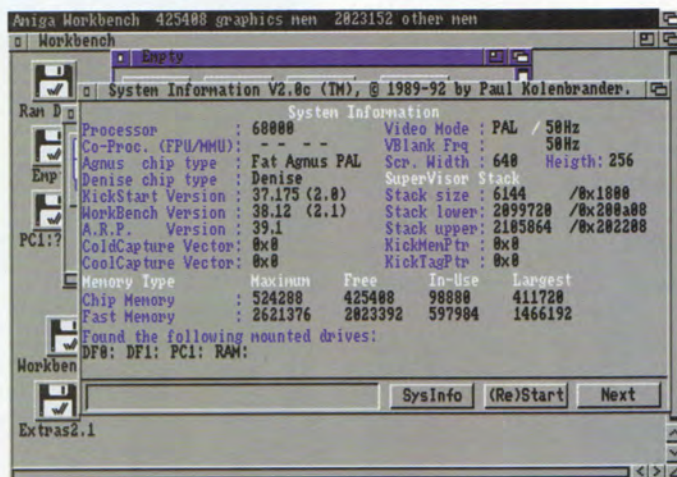 Amiga Workbench 425408 graphics mem 2023152 other mem
Workbench
Empty
System Information V2.0c (TM), © 1989-92 by Paul Kolenbrander.
Ram D
Emp
PC1:?
Workben
Extras2.1
System Information
Processor : 68000 Video Mode : PAL / 50Hz
Co-Proc. (FPU/MMU): -- -- -- VBlank Frq : 50Hz
Agnus chip type : Fat Agnus PAL Scr. Width : 640 Heigth: 256
Denise chip type : Denise SuperVisor Stack
KickStart Version : 37.175 (2.0) Stack size : 6144 /0x1800
WorkBench Version : 38.12 (2.1) Stack lower: 2099720 /0x200a08
A.R.P. Version : 39.1 Stack upper: 2105864 /0x202208
ColdCapture Vector: 0x0 KickMemPtr : 0x0
CoolCapture Vector: 0x0 KickTagPtr : 0x0
Memory Type Maximum Free In-Use Largest
Chip Memory : 524288 425408 98880 411720
Fast Memory : 2621376 2023392 597984 1466192
Found the following mounted drives:
DF0: DF1: PC1: RAM:
SysInfo (Re)Start Next